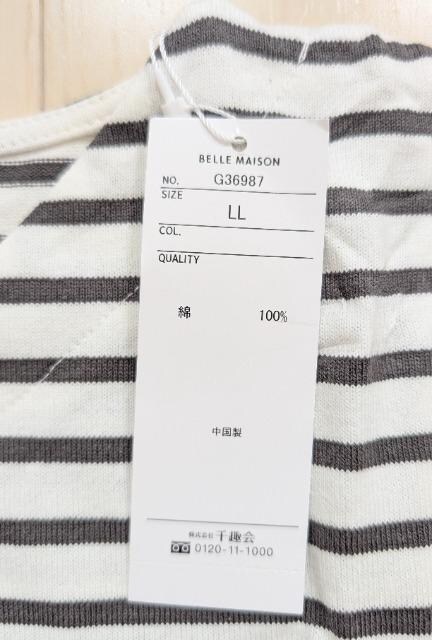 BELLE MAISON
NO. G36987
SIZE
LL
COL.
QUALITY
綿 100%
中国製
株式会社 千趣会
0120-11-1000